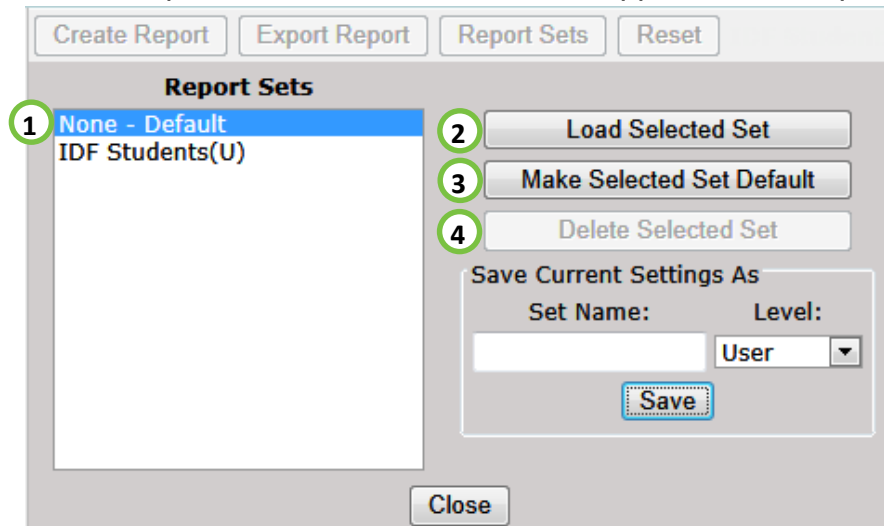 Create Report Export Report Report Sets Reset
Report Sets
1 None - Default
IDF Students(U)
2 Load Selected Set
3 Make Selected Set Default
4 Delete Selected Set
Save Current Settings As
Set Name: Level:
User
Save
Close